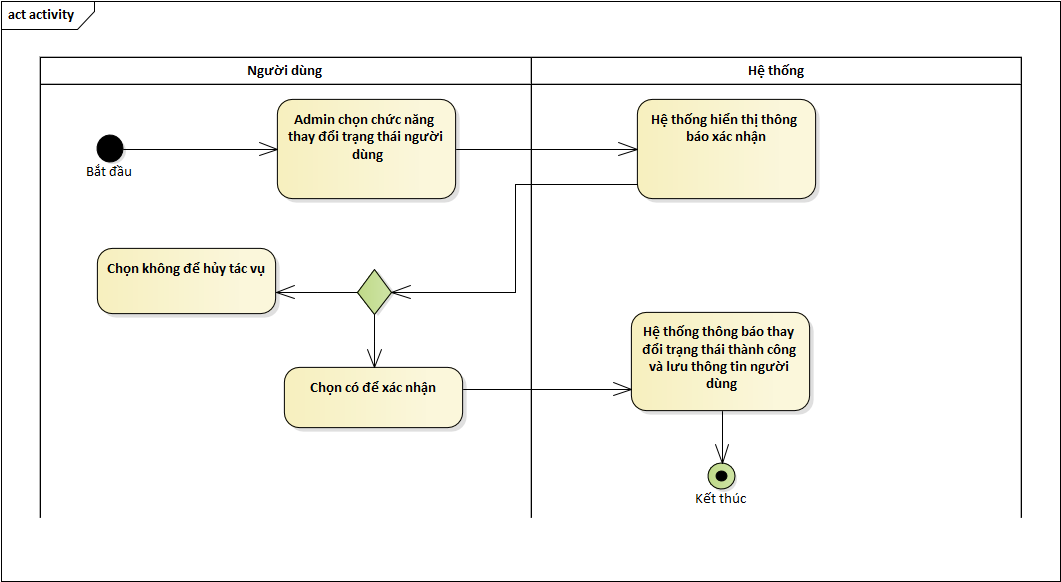 act activity
Người dùng
Hệ thống
Admin chọn chức năng
thay đổi trạng thái người
dùng
Hệ thống hiển thị thông
báo xác nhận
Bắt đầu
Chọn không để hủy tác vụ
Hệ thống thông báo thay
đổi trạng thái thành công
và lưu thông tin người
dùng
Chọn có để xác nhận
Kết thúc